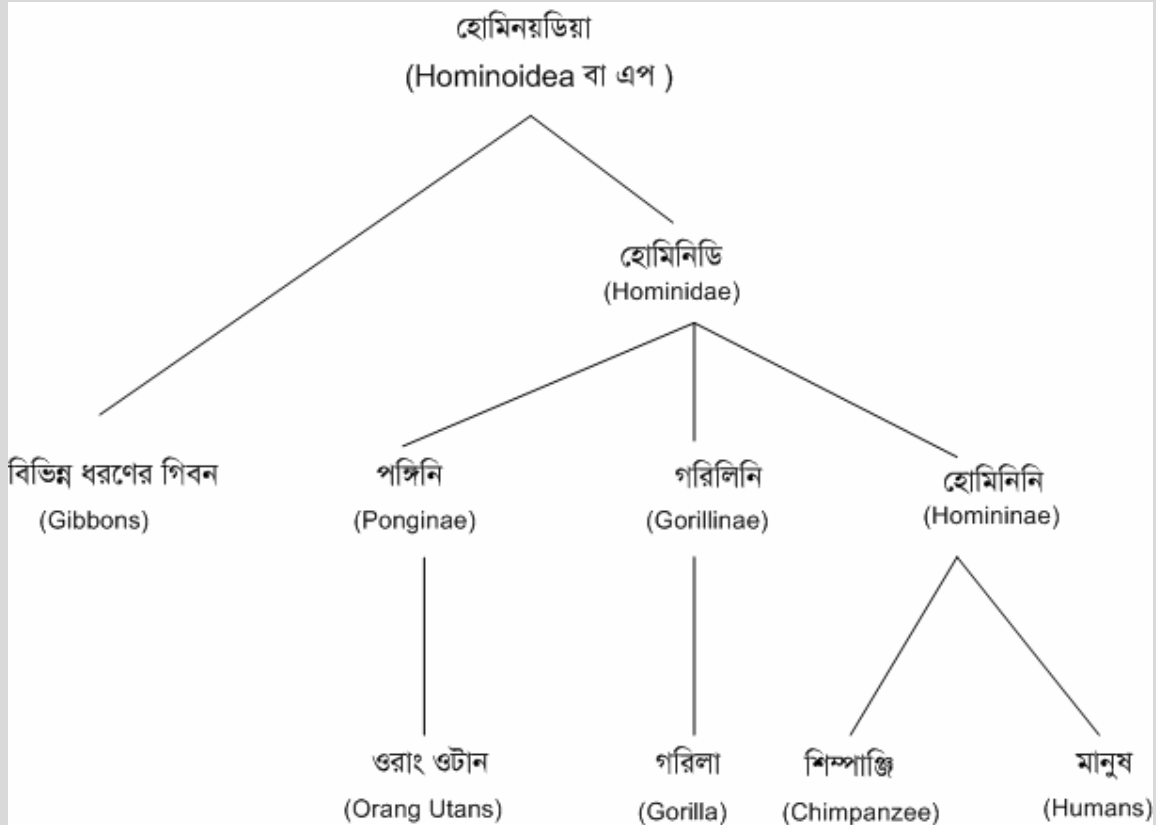 হোমিনয়ডিয়া
(Hominoidea বা এপ )
হোমিনিডি
(Hominidae)
বিভিন্ন ধরণের গিবন
(Gibbons)
পঙ্গিনি
(Ponginae)
গরিলিনি
(Gorillinae)
হোমিনিনি
(Homininae)
ওরাং ওটান
(Orang Utans)
গরিলা
(Gorilla)
শিম্পাঞ্জি
(Chimpanzee)
মানুষ
(Humans)